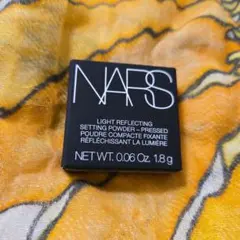 NARS
LIGHT REFLECTING
SETTING POWDER – PRESSED
POUDRE COMPACTE FIXANTE
RÉFLÉCHISSANT LA LUMIÈRE
NET WT. 0.06 Oz. 1.8 g